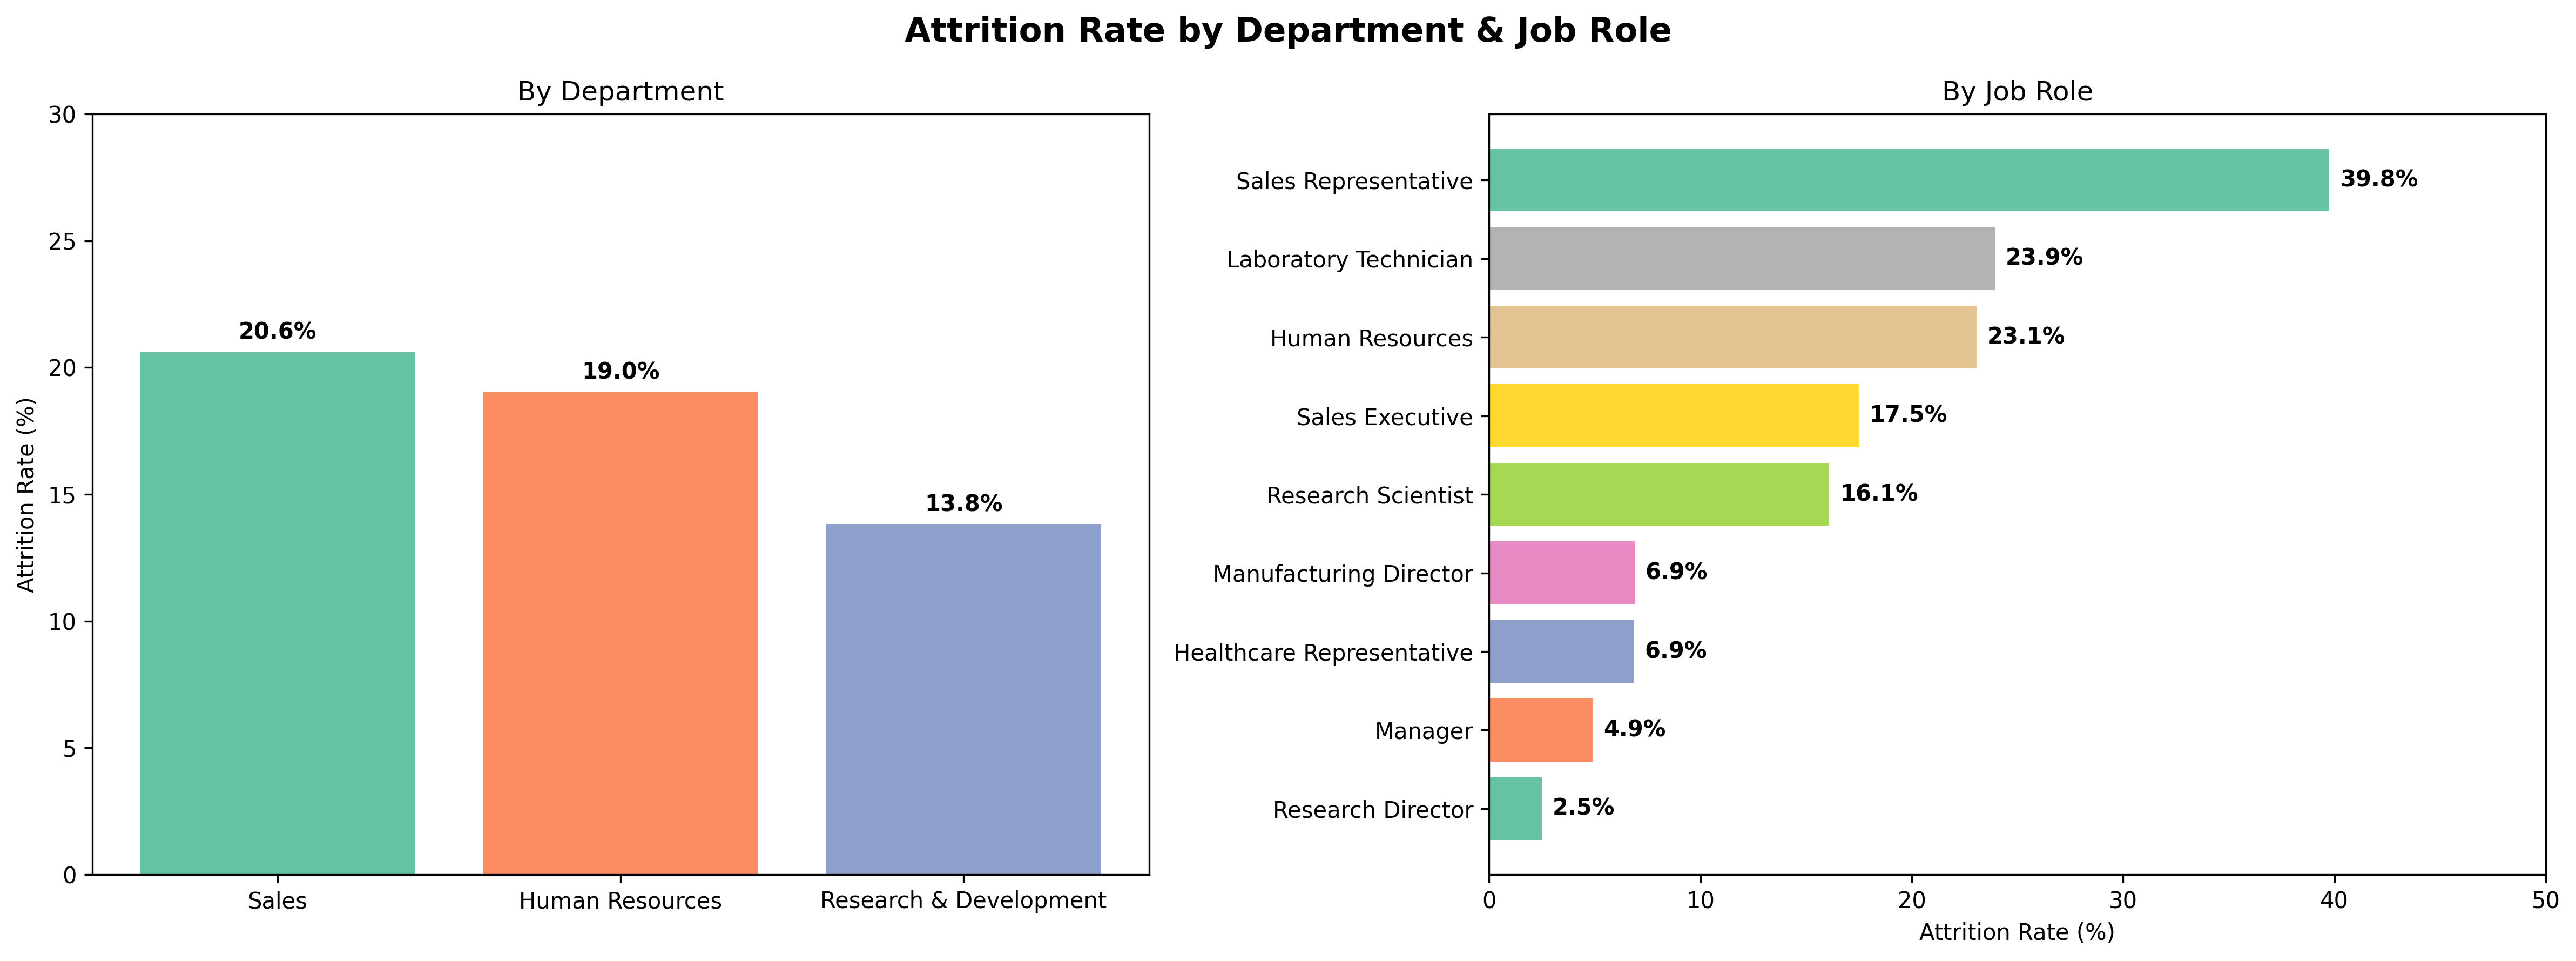 Attrition Rate by Department & Job Role
By Department
30
25
20
15
10
5
0
Attrition Rate (%)
20.6%
19.0%
13.8%
Sales
Human Resources
Research & Development
By Job Role
Sales Representative
39.8%
Laboratory Technician
23.9%
Human Resources
23.1%
Sales Executive
17.5%
Research Scientist
16.1%
Manufacturing Director
6.9%
Healthcare Representative
6.9%
Manager
4.9%
Research Director
2.5%
0 10 20 30 40 50
Attrition Rate (%)